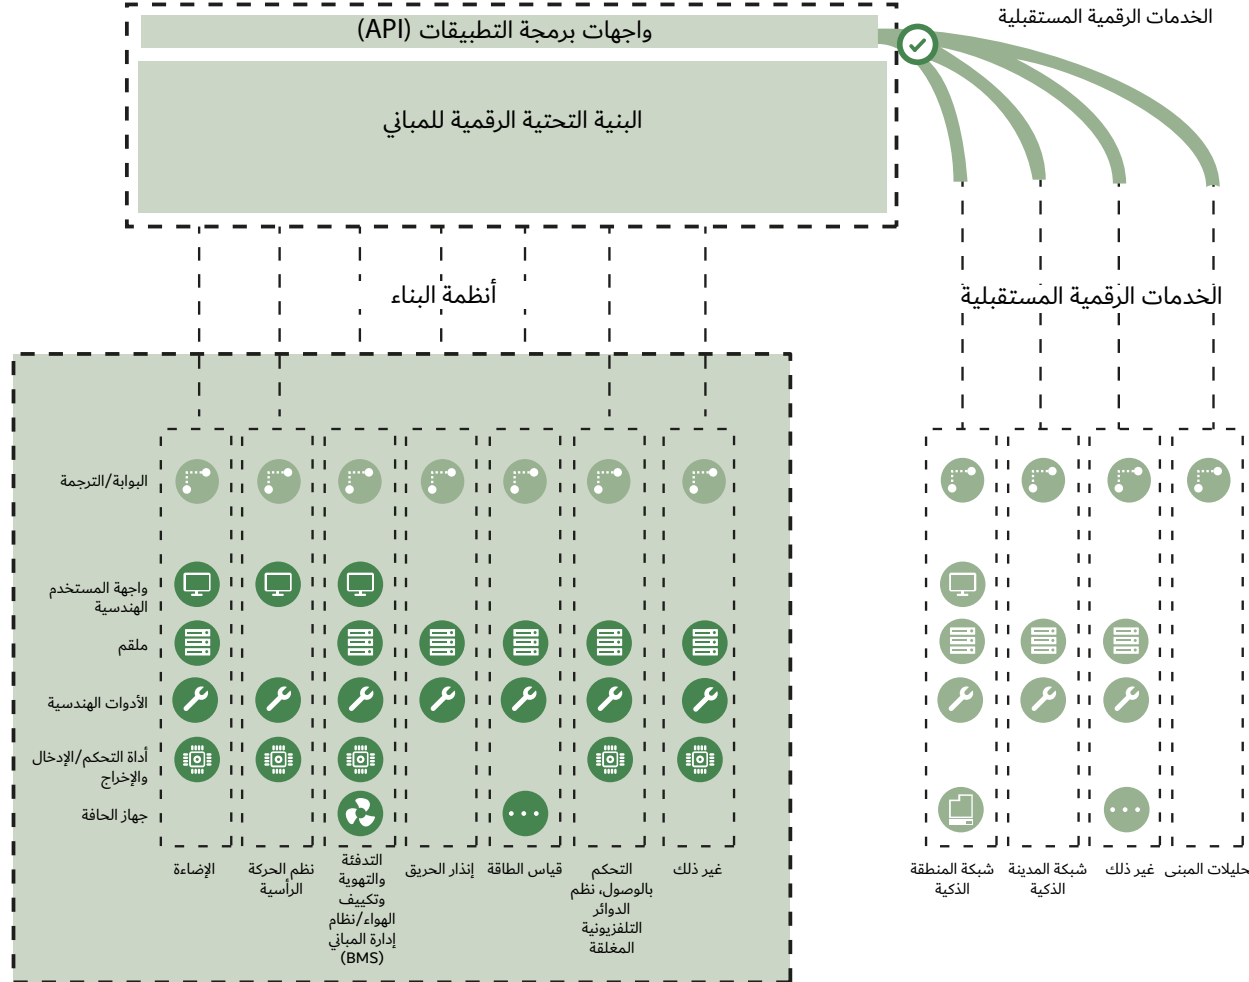 الخدمات الرقمية المستقبلية
واجهات برمجة التطبيقات (API)
البنية التحتية الرقمية للمباني
أنظمة البناء
الخدمات الرقمية المستقبلية
البوابة/الترجمة
واجهة المستخدم
الهندسية
ملقم
الأدوات الهندسية
أداة التحكم/الإدخال
والإخراج
جهاز الحافة
الإضاءة
نظم الحركة
الرأسية
التدفئة
والتهوية
وتكييف
الهواء/نظام
إدارة المباني
(BMS)
إنذار الحريق
قياس الطاقة
التحكم
بالوصول، نظم
الدوائر
التلفزيونية
المغلقة
غير ذلك
شبكة المنطقة
الذكية
شبكة المدينة
الذكية
غير ذلك
حليلات المبنى